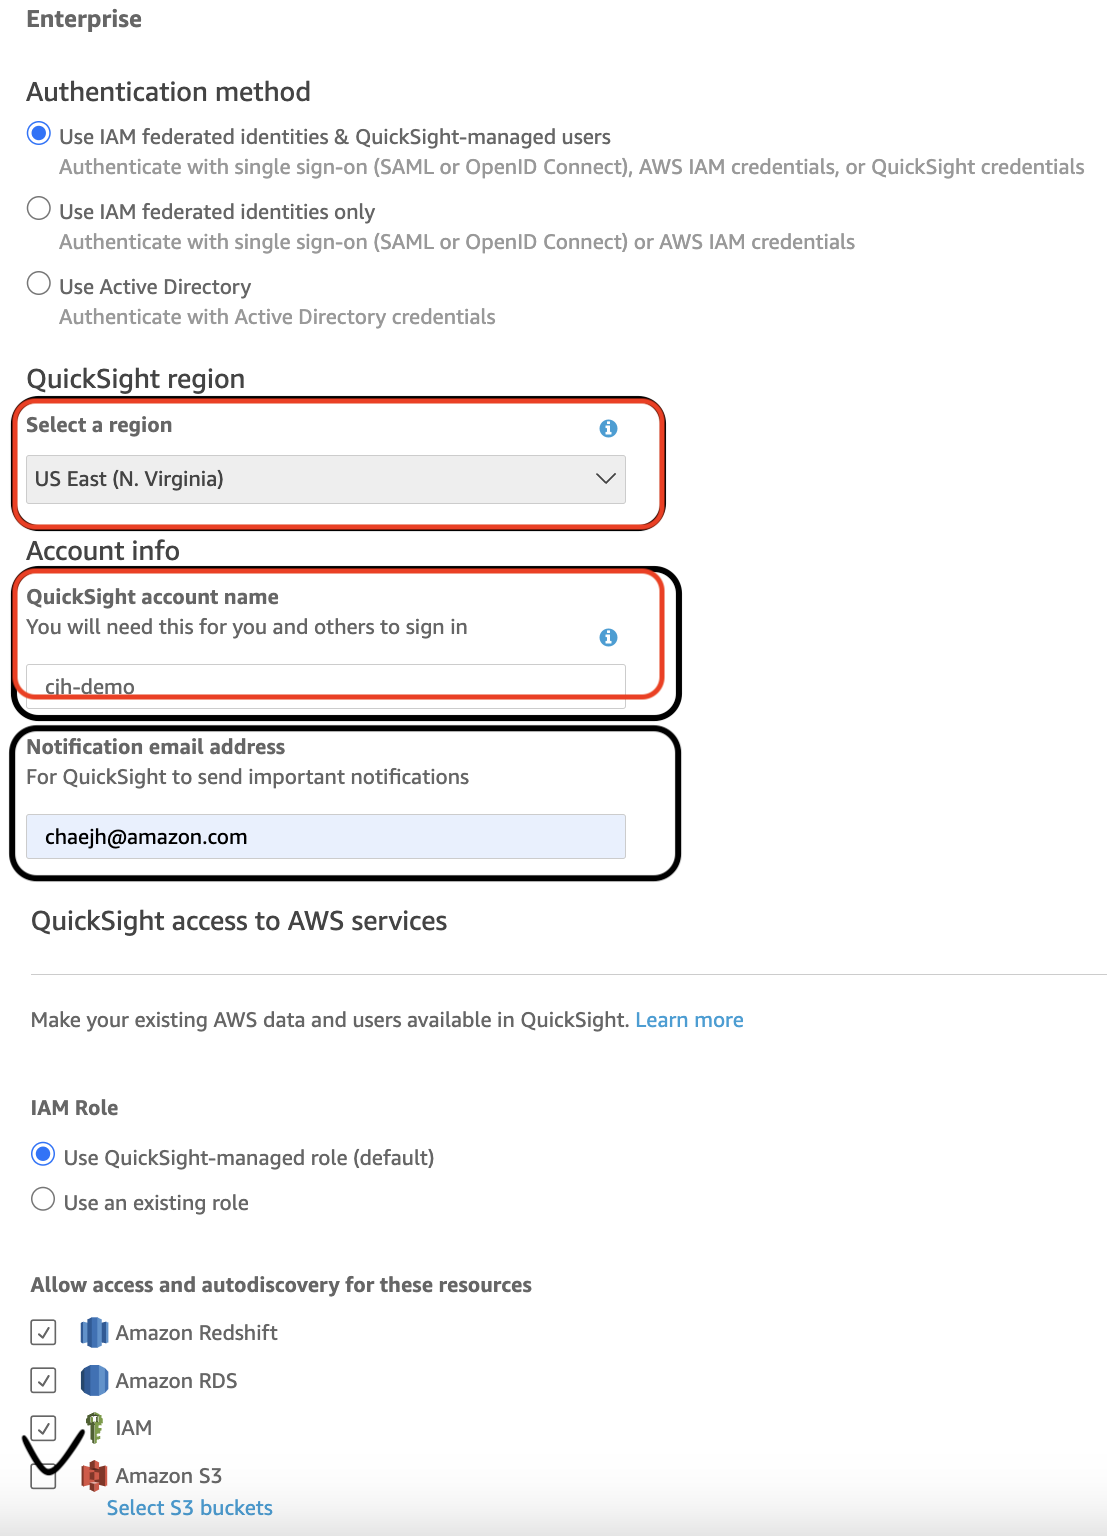 Enterprise
Authentication method
Use IAM federated identities & QuickSight-managed users
Authenticate with single sign-on (SAML or OpenID Connect), AWS IAM credentials, or QuickSight credentials
Use IAM federated identities only
Authenticate with single sign-on (SAML or OpenID Connect) or AWS IAM credentials
Use Active Directory
Authenticate with Active Directory credentials
QuickSight region
Select a region
US East (N. Virginia)
Account info
QuickSight account name
You will need this for you and others to sign in
cjh-demo
Notification email address
For QuickSight to send important notifications
chaejh@amazon.com
QuickSight access to AWS services
Make your existing AWS data and users available in QuickSight. Learn more
IAM Role
Use QuickSight-managed role (default)
Use an existing role
Allow access and autodiscovery for these resources
Amazon Redshift
Amazon RDS
IAM
Amazon S3
Select S3 buckets